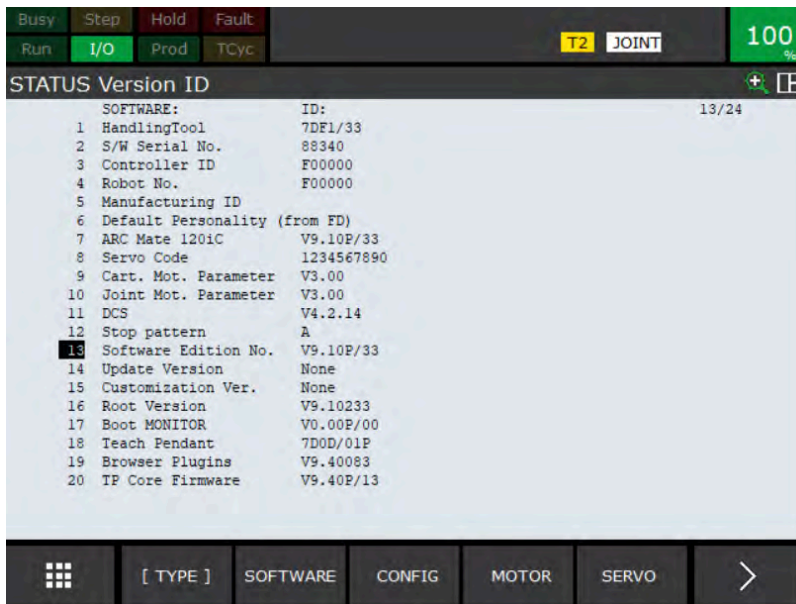 Busy Step Hold Fault
Run I/O Prod TCyc
T2 JOINT
100
%
STATUS Version ID
SOFTWARE: ID: 13/24
1 HandlingTool 7DF1/33
2 S/W Serial No. 88340
3 Controller ID F00000
4 Robot No. F00000
5 Manufacturing ID
6 Default Personality (from FD)
7 ARC Mate 120iC V9.10P/33
8 Servo Code 1234567890
9 Cart. Mot. Parameter V3.00
10 Joint Mot. Parameter V3.00
11 DCS V4.2.14
12 Stop pattern A
13 Software Edition No. V9.10P/33
14 Update Version None
15 Customization Ver. None
16 Root Version V9.10233
17 Boot MONITOR V0.00P/00
18 Teach Pendant 7D0D/01P
19 Browser Plugins V9.40083
20 TP Core Firmware V9.40P/13
[ TYPE ] SOFTWARE CONFIG MOTOR SERVO >